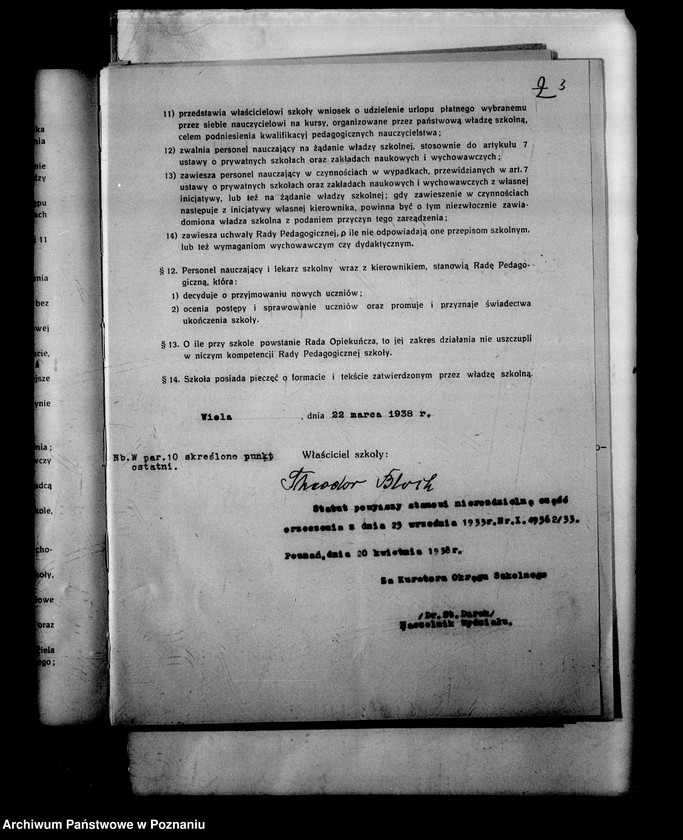 2 3
11) przedstawia właścicielowi szkoły wniosek o udzielenie urlopu płatnego wybranemu
przez siebie nauczycielowi na kursy, organizowane przez państwową władzę szkolną,
celem podniesienia kwalifikacyj pedagogicznych nauczycielstwa;
12) zwalnia personel nauczający na żądanie władzy szkolnej, stosownie do artykułu 7
ustawy o prywatnych szkołach oraz zakładach naukowych i wychowawczych;
13) zawiesza personel nauczający w czynnościach w wypadkach, przewidzianych w art. 7
ustawy o prywatnych szkołach oraz zakładach naukowych i wychowawczych z własnej
inicjatywy, lub też na żądanie władzy szkolnej; gdy zawieszenie w czynnościach
następuje z inicjatywy własnej kierownika, powinna być o tym niezwłocznie zawia-
domiona władza szkolna z podaniem przyczyn tego zarządzenia;
14) zawiesza uchwały Rady Pedagogicznej, o ile nie odpowiadają one przepisom szkolnym,
lub też wymaganiom wychowawczym czy dydaktycznym.
§ 12. Personel nauczający i lekarz szkolny wraz z kierownikiem, stanowią Radę Pedago-
giczną, która:
1) decyduje o przyjmowaniu nowych uczniów;
2) ocenia postępy i sprawowanie uczniów oraz promuje i przyznaje świadectwa
ukończenia szkoły.
§ 13. O ile przy szkole powstanie Rada Opiekuńcza, to jej zakres działania nie uszczupli
w niczym kompetencji Rady Pedagogicznej szkoły.
§ 14. Szkoła posiada pieczęć o formacie i tekście zatwierdzonym przez władzę szkolną.
Wiela , dnia 22 marca 1938 r.
Nb.W par.10 skreślono punkt
ostatni.
Właściciel szkoły:
Theodor Bloch
Statut powyższy stanowi nierozdzielną część
orzeczenia z dnia 23 września 1933r.Nr.I.49362/33.
Poznań,dnia 20 kwietnia 1938r.
Za Kuratora Okręgu Szkolnego
/Dr.St.Durek/
Naczelnik Wydziału.
Archiwum Państwowe w Poznaniu